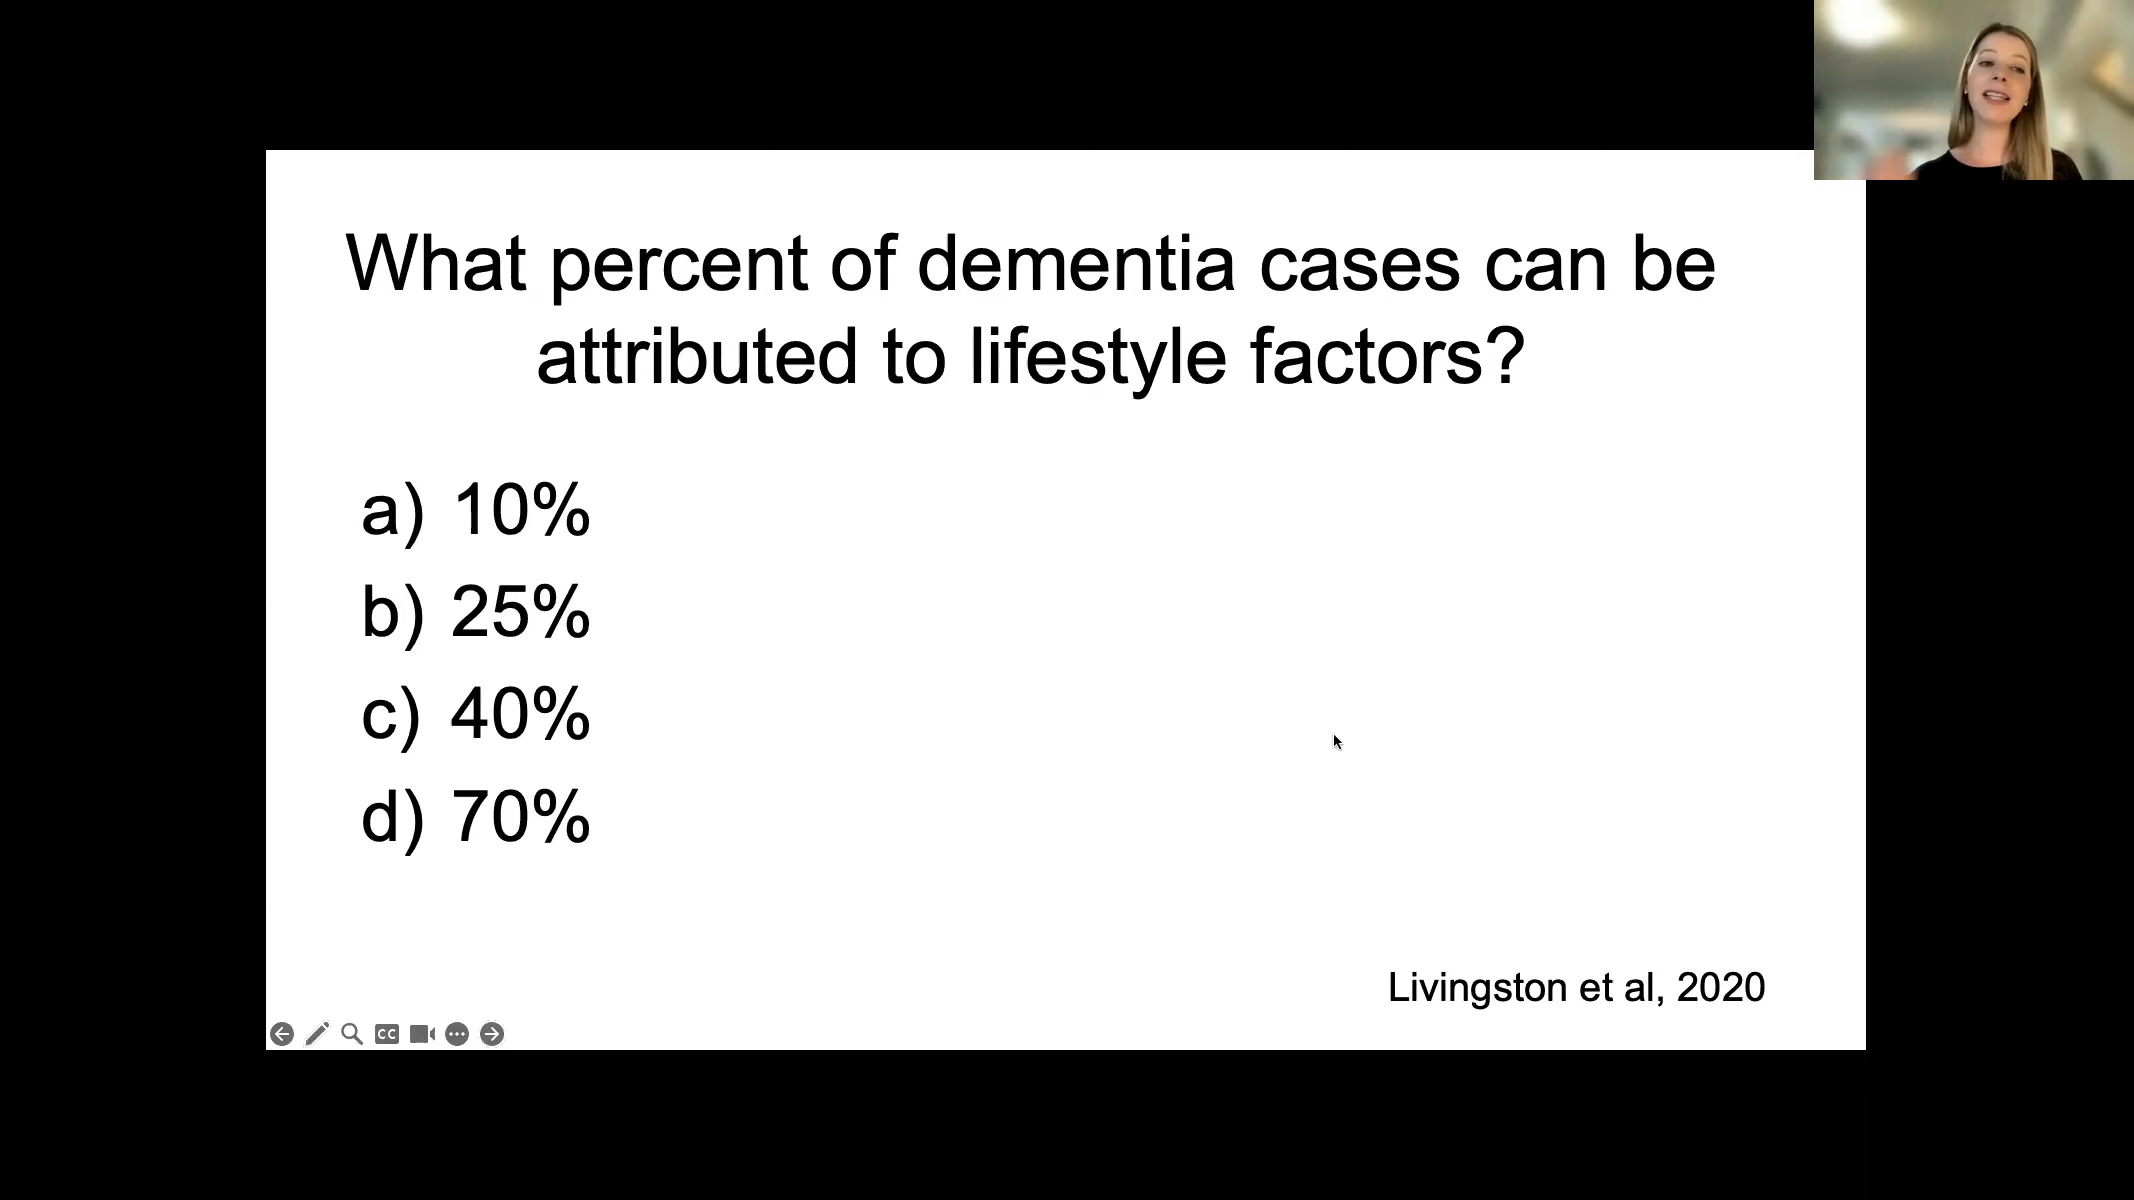 What percent of dementia cases can be
attributed to lifestyle factors?
a) 10%
b) 25%
c) 40%
d) 70%
Livingston et al, 2020
CC